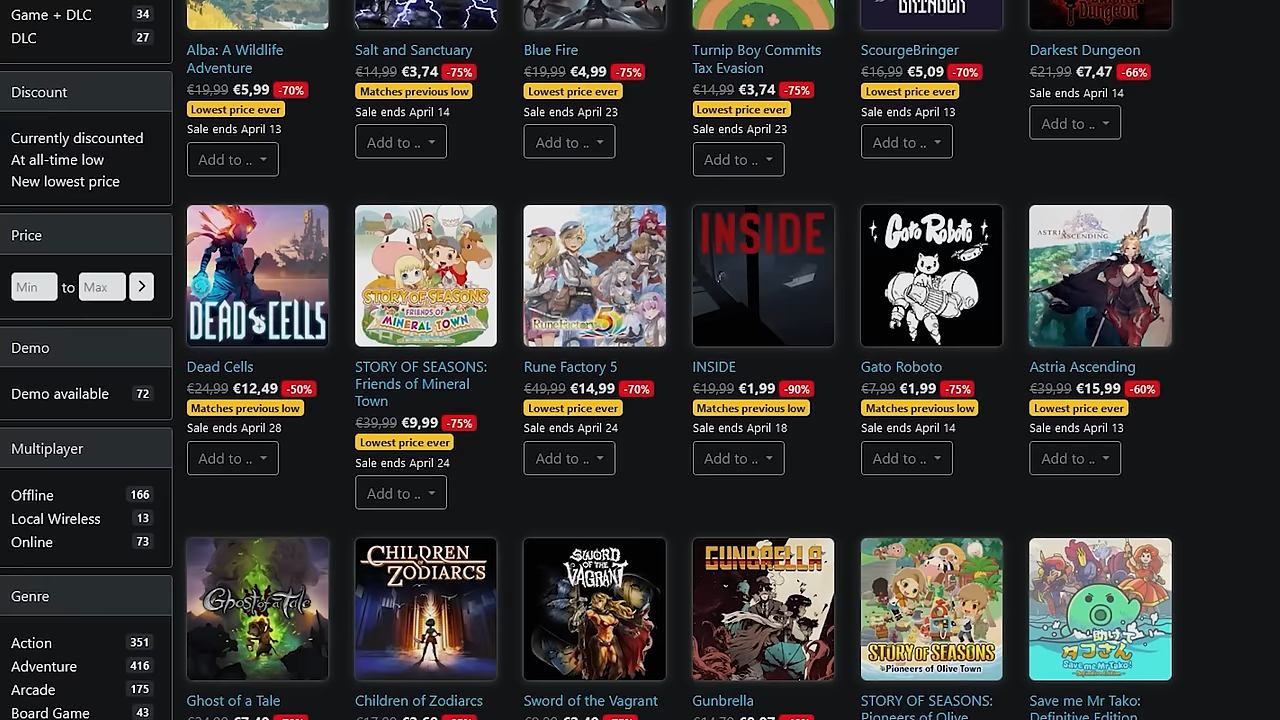 Game + DLC 34
DLC 27
Discount
Currently discounted
At all-time low
New lowest price
Price
Min to Max
Demo
Demo available 72
Multiplayer
Offline 166
Local Wireless 13
Online 73
Genre
Action 351
Adventure 416
Arcade 175
Board Game 43
Dungeon
Alba: A Wildlife
Adventure
€19,99 €5,99 -70%
Lowest price ever
Sale ends April 13
Add to ..
Salt and Sanctuary
€14,99 €3,74 -75%
Matches previous low
Sale ends April 14
Add to ..
Blue Fire
€19,99 €4,99 -75%
Lowest price ever
Sale ends April 23
Add to ..
Turnip Boy Commits
Tax Evasion
€14,99 €3,74 -75%
Lowest price ever
Sale ends April 23
Add to ..
ScourgeBringer
€16,99 €5,09 -70%
Lowest price ever
Sale ends April 13
Add to ..
Darkest Dungeon
€21,99 €7,47 -66%
Sale ends April 14
Add to ..
DEAD CELLS
Dead Cells
€24,99 €12,49 -50%
Matches previous low
Sale ends April 28
Add to ..
STORY OF SEASONS
FRIENDS OF
MINERAL TOWN
STORY OF SEASONS:
Friends of Mineral
Town
€39,99 €9,99 -75%
Lowest price ever
Sale ends April 24
Add to ..
Rune Factory 5
Rune Factory 5
€49,99 €14,99 -70%
Lowest price ever
Sale ends April 24
Add to ..
INSIDE
INSIDE
€19,99 €1,99 -90%
Matches previous low
Sale ends April 18
Add to ..
Gato Roboto
Gato Roboto
€7,99 €1,99 -75%
Matches previous low
Sale ends April 14
Add to ..
ASTRIA ASCENDING
Astria Ascending
€39,99 €15,99 -60%
Lowest price ever
Sale ends April 13
Add to ..
Ghost of a Tale
Ghost of a Tale
CHILDREN
OF
ZODIARCS
Children of Zodiarcs
SWORD
OF THE
VAGRANT
Sword of the Vagrant
GUNBRELLA
Gunbrella
STORY OF SEASONS
Pioneers of Olive Town
STORY OF SEASONS:
Pioneers of Olive
助けて
タコさん
Save me Mr Tako!
Save me Mr Tako:
Definitive Edition